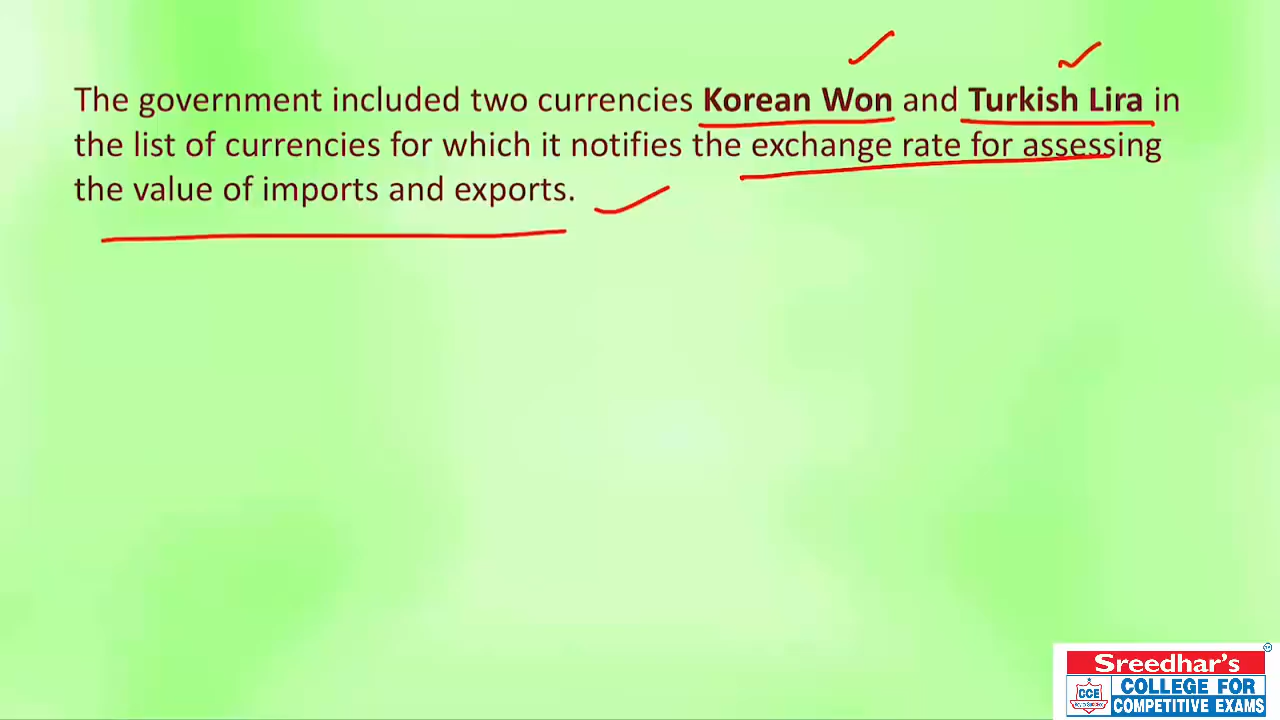 The government included two currencies Korean Won and Turkish Lira in
the list of currencies for which it notifies the exchange rate for assessing
the value of imports and exports.
Sreedhar's
CCE
COLLEGE FOR
COMPETITIVE EXAMS